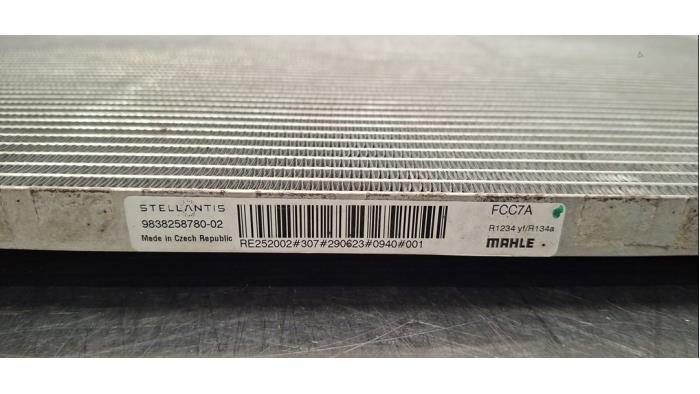 STELLANTIS
9838258780-02
Made in Czech Republic
RE252002#307#290623#0940#001
FCC7A
R1234 yf/R134a
MAHLE